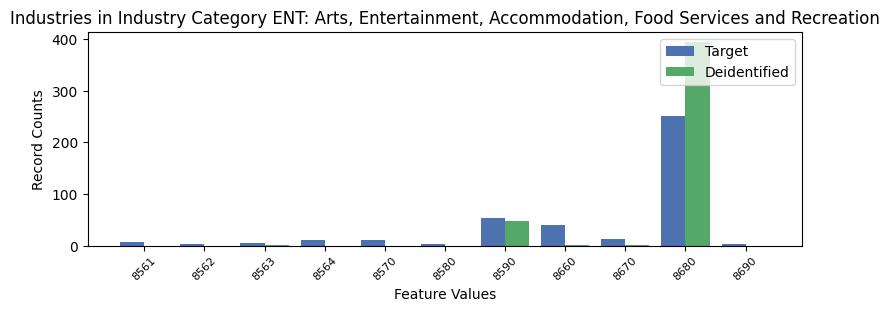 Industries in Industry Category ENT: Arts, Entertainment, Accommodation, Food Services and Recreation
400
300
200
100
0
Record Counts
Target
Deidentified
8561 8562 8563 8564 8570 8580 8590 8660 8670 8680 8690
Feature Values